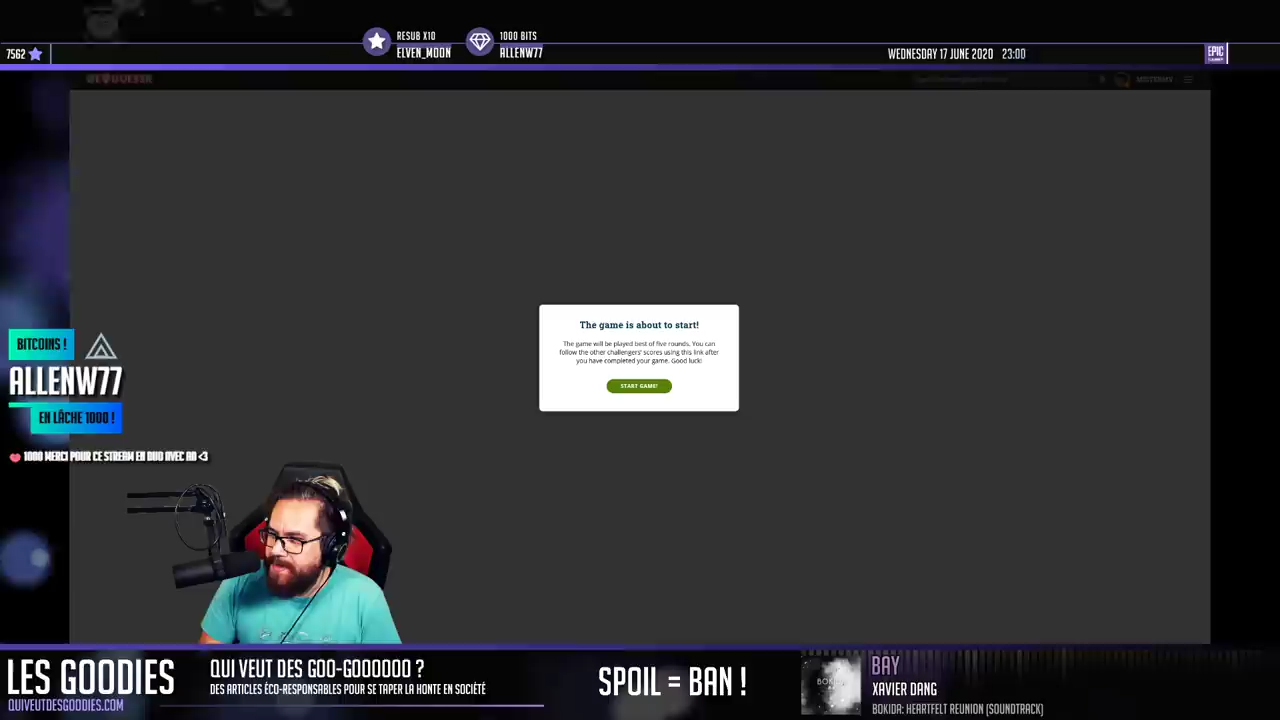 RESUB X10
ELVEN_MOON
1000 BITS
ALLENW77
7562
WEDNESDAY 17 JUNE 2020 23:00
EPIC
The game is about to start!
The game will be played best of five rounds. You can
follow the other challengers' scores using this link after
you have completed your game. Good luck!
START GAME!
BITCOINS !
ALLENW77
EN LÂCHE 1000 !
1000 MERCI POUR CE STREAM EN DUO AVEC AD <3
LES GOODIES
QUIVEUTDESGOODIES.COM
QUI VEUT DES GOO-GOOOOOO ?
DES ARTICLES ÉCO-RESPONSABLES POUR SE TAPER LA HONTE EN SOCIÉTÉ
SPOIL = BAN !
BAY
XAVIER DANG
BOKIDA: HEARTFELT REUNION (SOUNDTRACK)